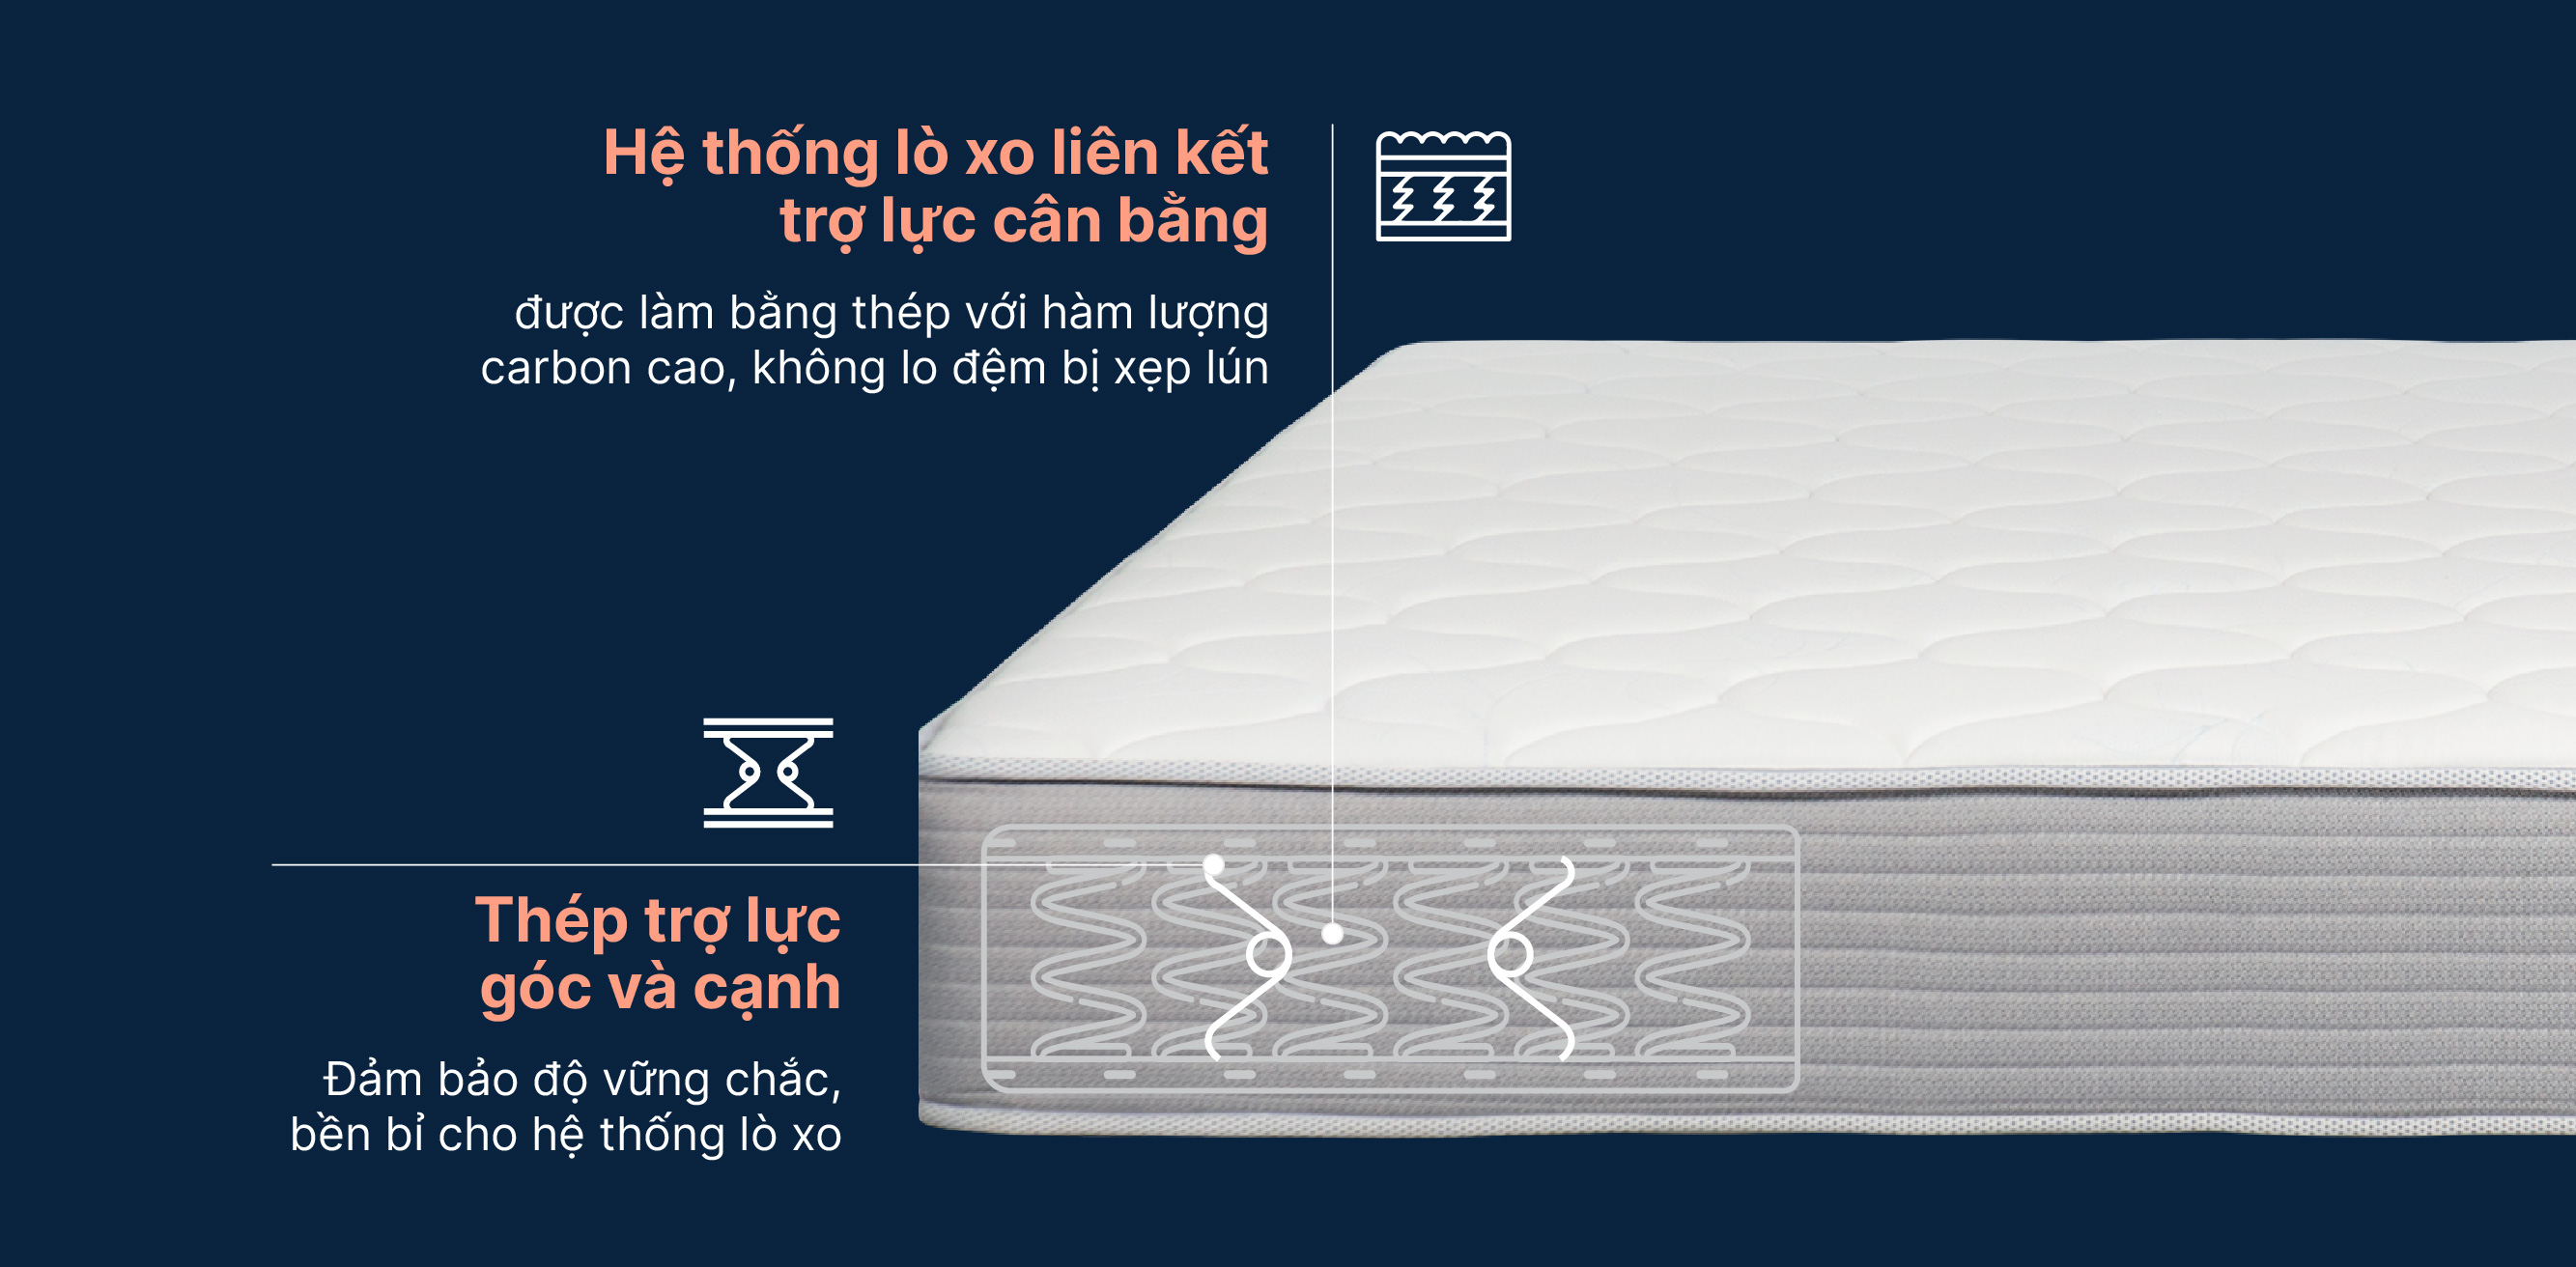 Hệ thống lò xo liên kết
trợ lực cân bằng
được làm bằng thép với hàm lượng
carbon cao, không lo đệm bị xẹp lún
Thép trợ lực
góc và cạnh
Đảm bảo độ vững chắc,
bền bỉ cho hệ thống lò xo